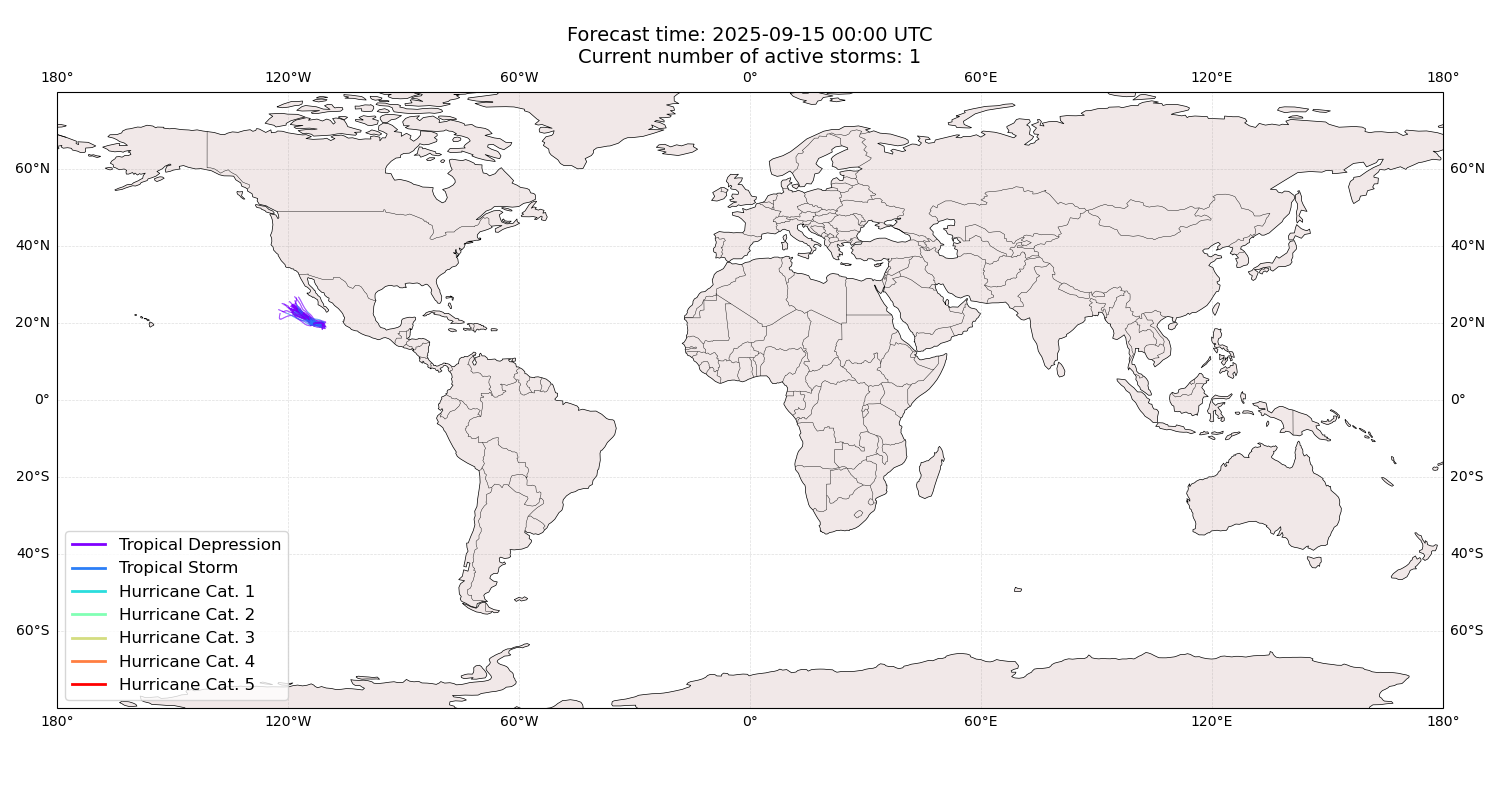 Forecast time: 2025-09-15 00:00 UTC
Current number of active storms: 1
180° 120°W 60°W 0° 60°E 120°E 180°
60°N 60°N
40°N 40°N
20°N 20°N
0° 0°
20°S 20°S
40°S 40°S
60°S 60°S
Tropical Depression
Tropical Storm
Hurricane Cat. 1
Hurricane Cat. 2
Hurricane Cat. 3
Hurricane Cat. 4
Hurricane Cat. 5
180° 120°W 60°W 0° 60°E 120°E 180°